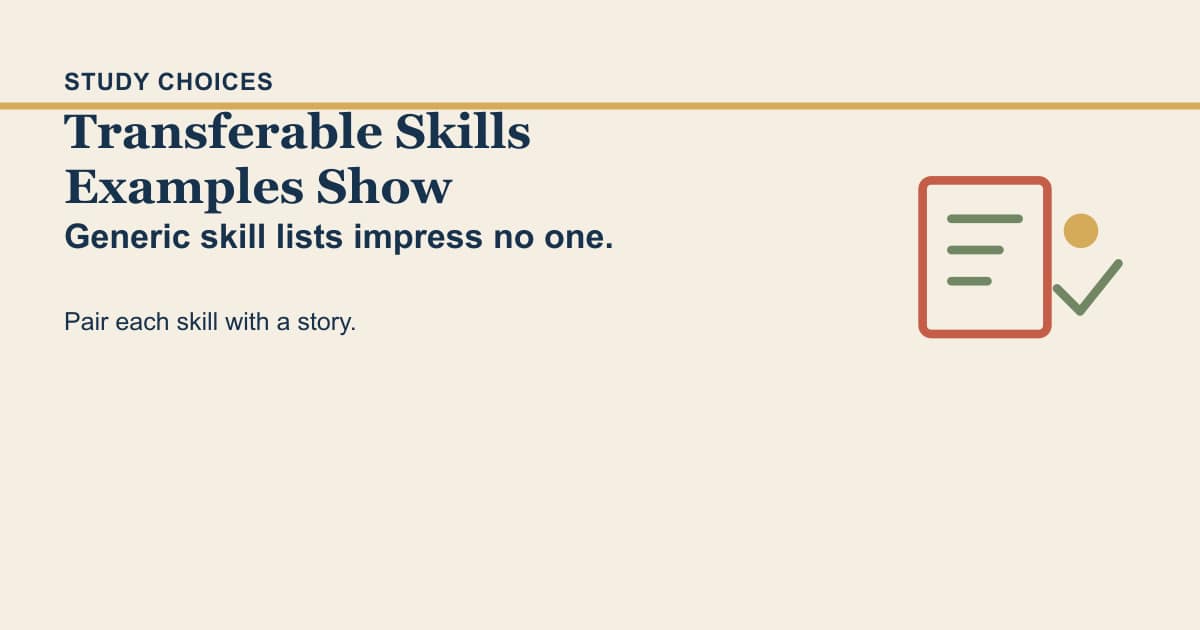 STUDY CHOICES
Transferable Skills
Examples Show
Generic skill lists impress no one.
Pair each skill with a story.